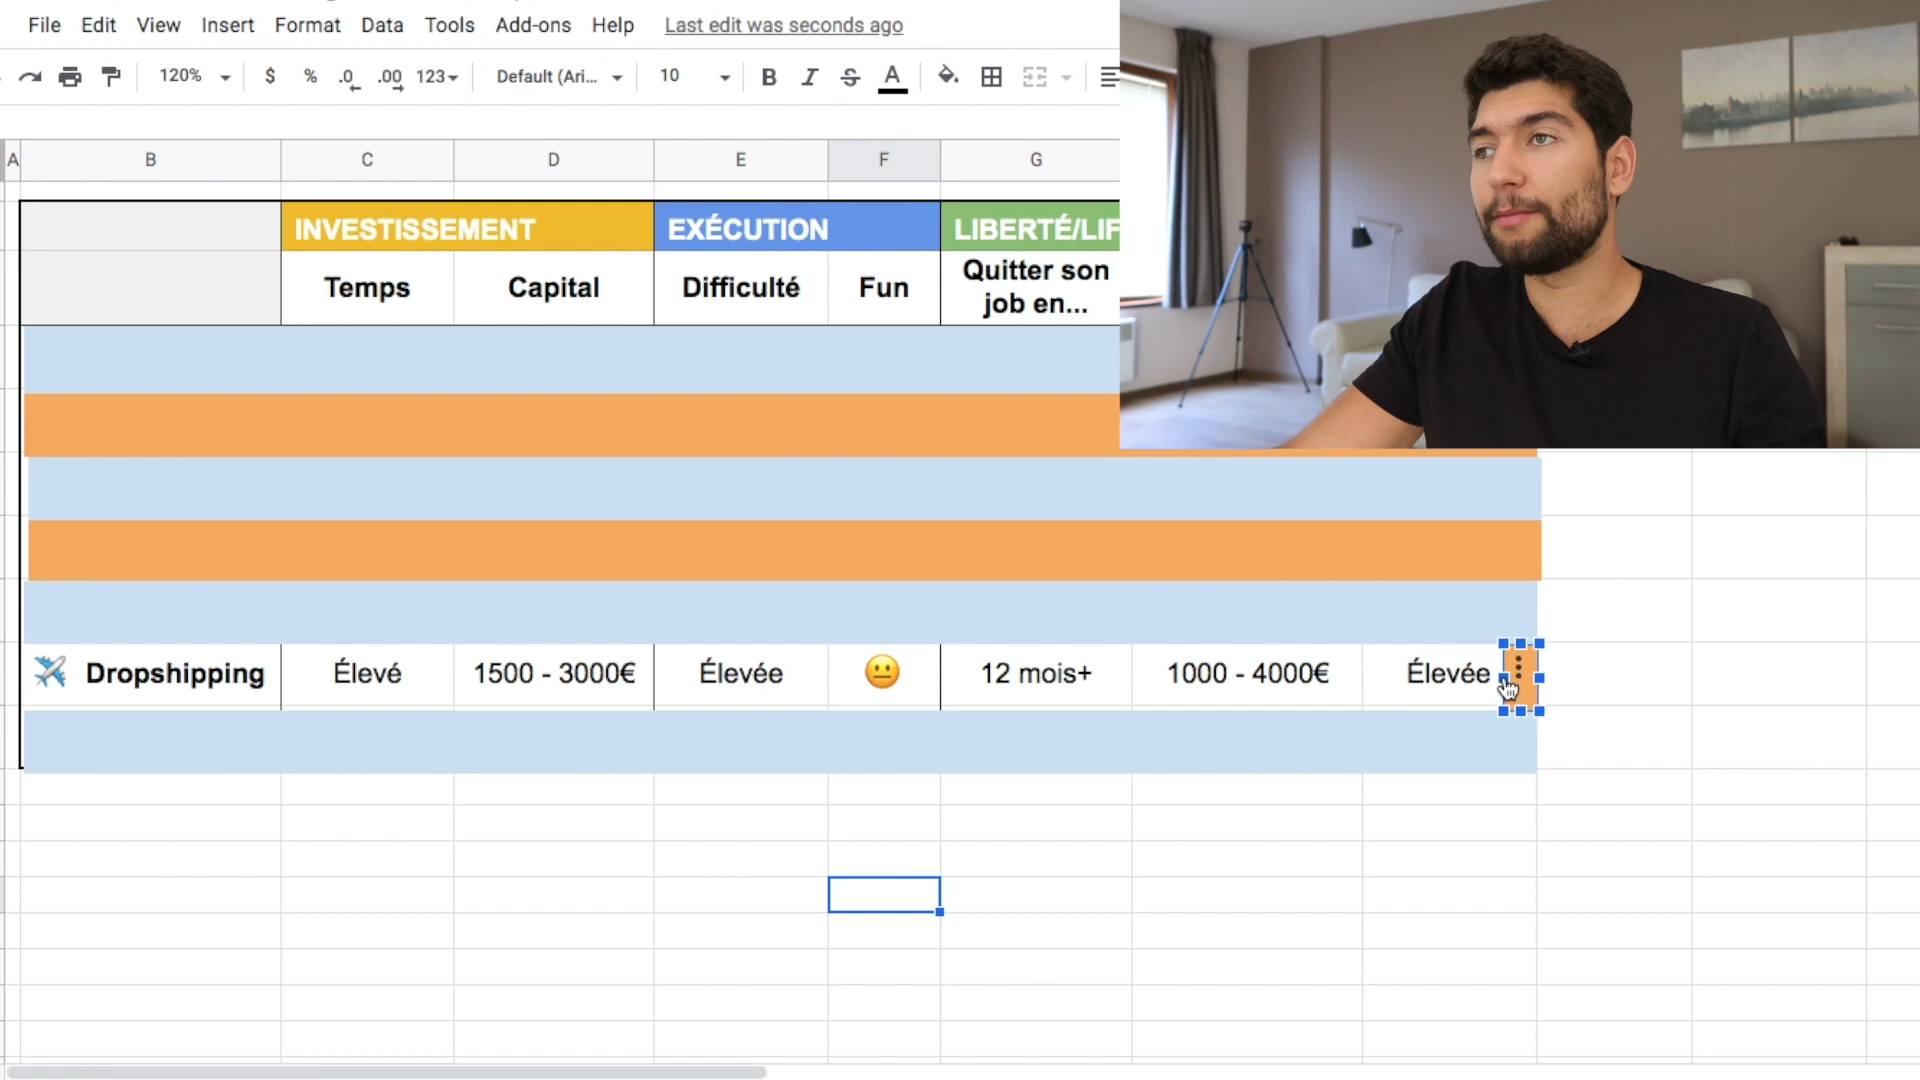 File Edit View Insert Format Data Tools Add-ons Help Last edit was seconds ago
120% $ % .0 .00 123 Default (Ari... 10 B I S A
A B C D E F G
INVESTISSEMENT EXÉCUTION LIBERTÉ/LIF
Temps Capital Difficulté Fun Quitter son
job en...
Dropshipping Élevé 1500 - 3000€ Élevée 12 mois+ 1000 - 4000€ Élevée